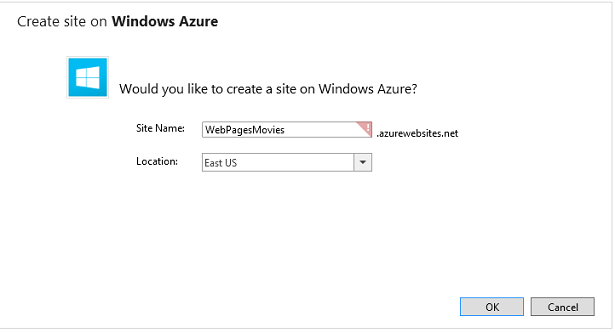 Create site on Windows Azure
Would you like to create a site on Windows Azure?
Site Name: WebPagesMovies ! .azurewebsites.net
Location: East US
OK Cancel